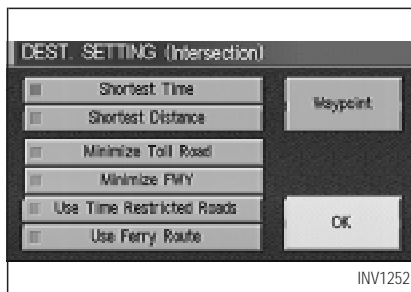 DEST. SETTING (Intersection)
Shortest Time
Shortest Distance
Waypoint
Minimize Toll Road
Minimize FWY
Use Time Restricted Roads
Use Ferry Route
OK
INV1252